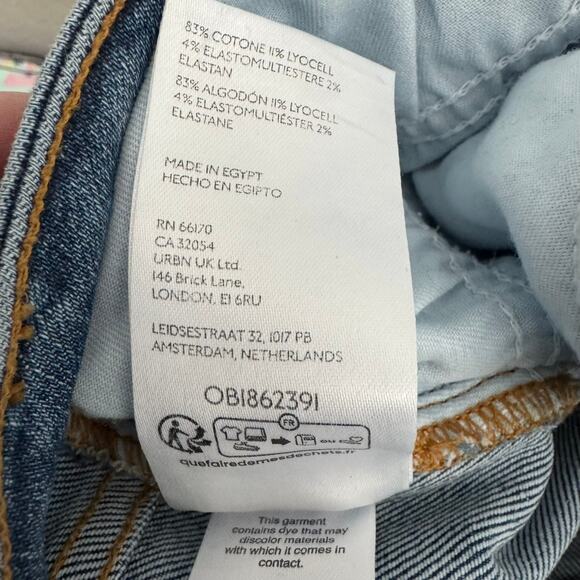 83% COTONE 11% LYOCELL
4% ELASTOMULTIESTERE 2%
ELASTAN
83% ALGODÓN 11% LYOCELL
4% ELASTOMULTIÉSTER 2%
ELASTANE
MADE IN EGYPT
HECHO EN EGIPTO
RN 66170
CA 32054
URBN UK Ltd.
146 Brick Lane,
LONDON, E1 6RU
LEIDSESTRAAT 32, 1017 PB
AMSTERDAM, NETHERLANDS
OB1862391
FR
OU
quefairedemesdechets.fr
This garment
contains dye that may
discolor materials
with which it comes in
contact.